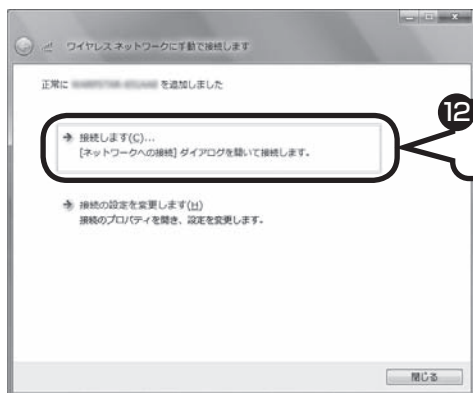 ワイヤレス ネットワークに手動で接続します
正常に を追加しました
12
接続します(C)...
[ネットワークへの接続] ダイアログを開いて接続します。
接続の設定を変更します(H)
接続のプロパティを開き、設定を変更します。
閉じる